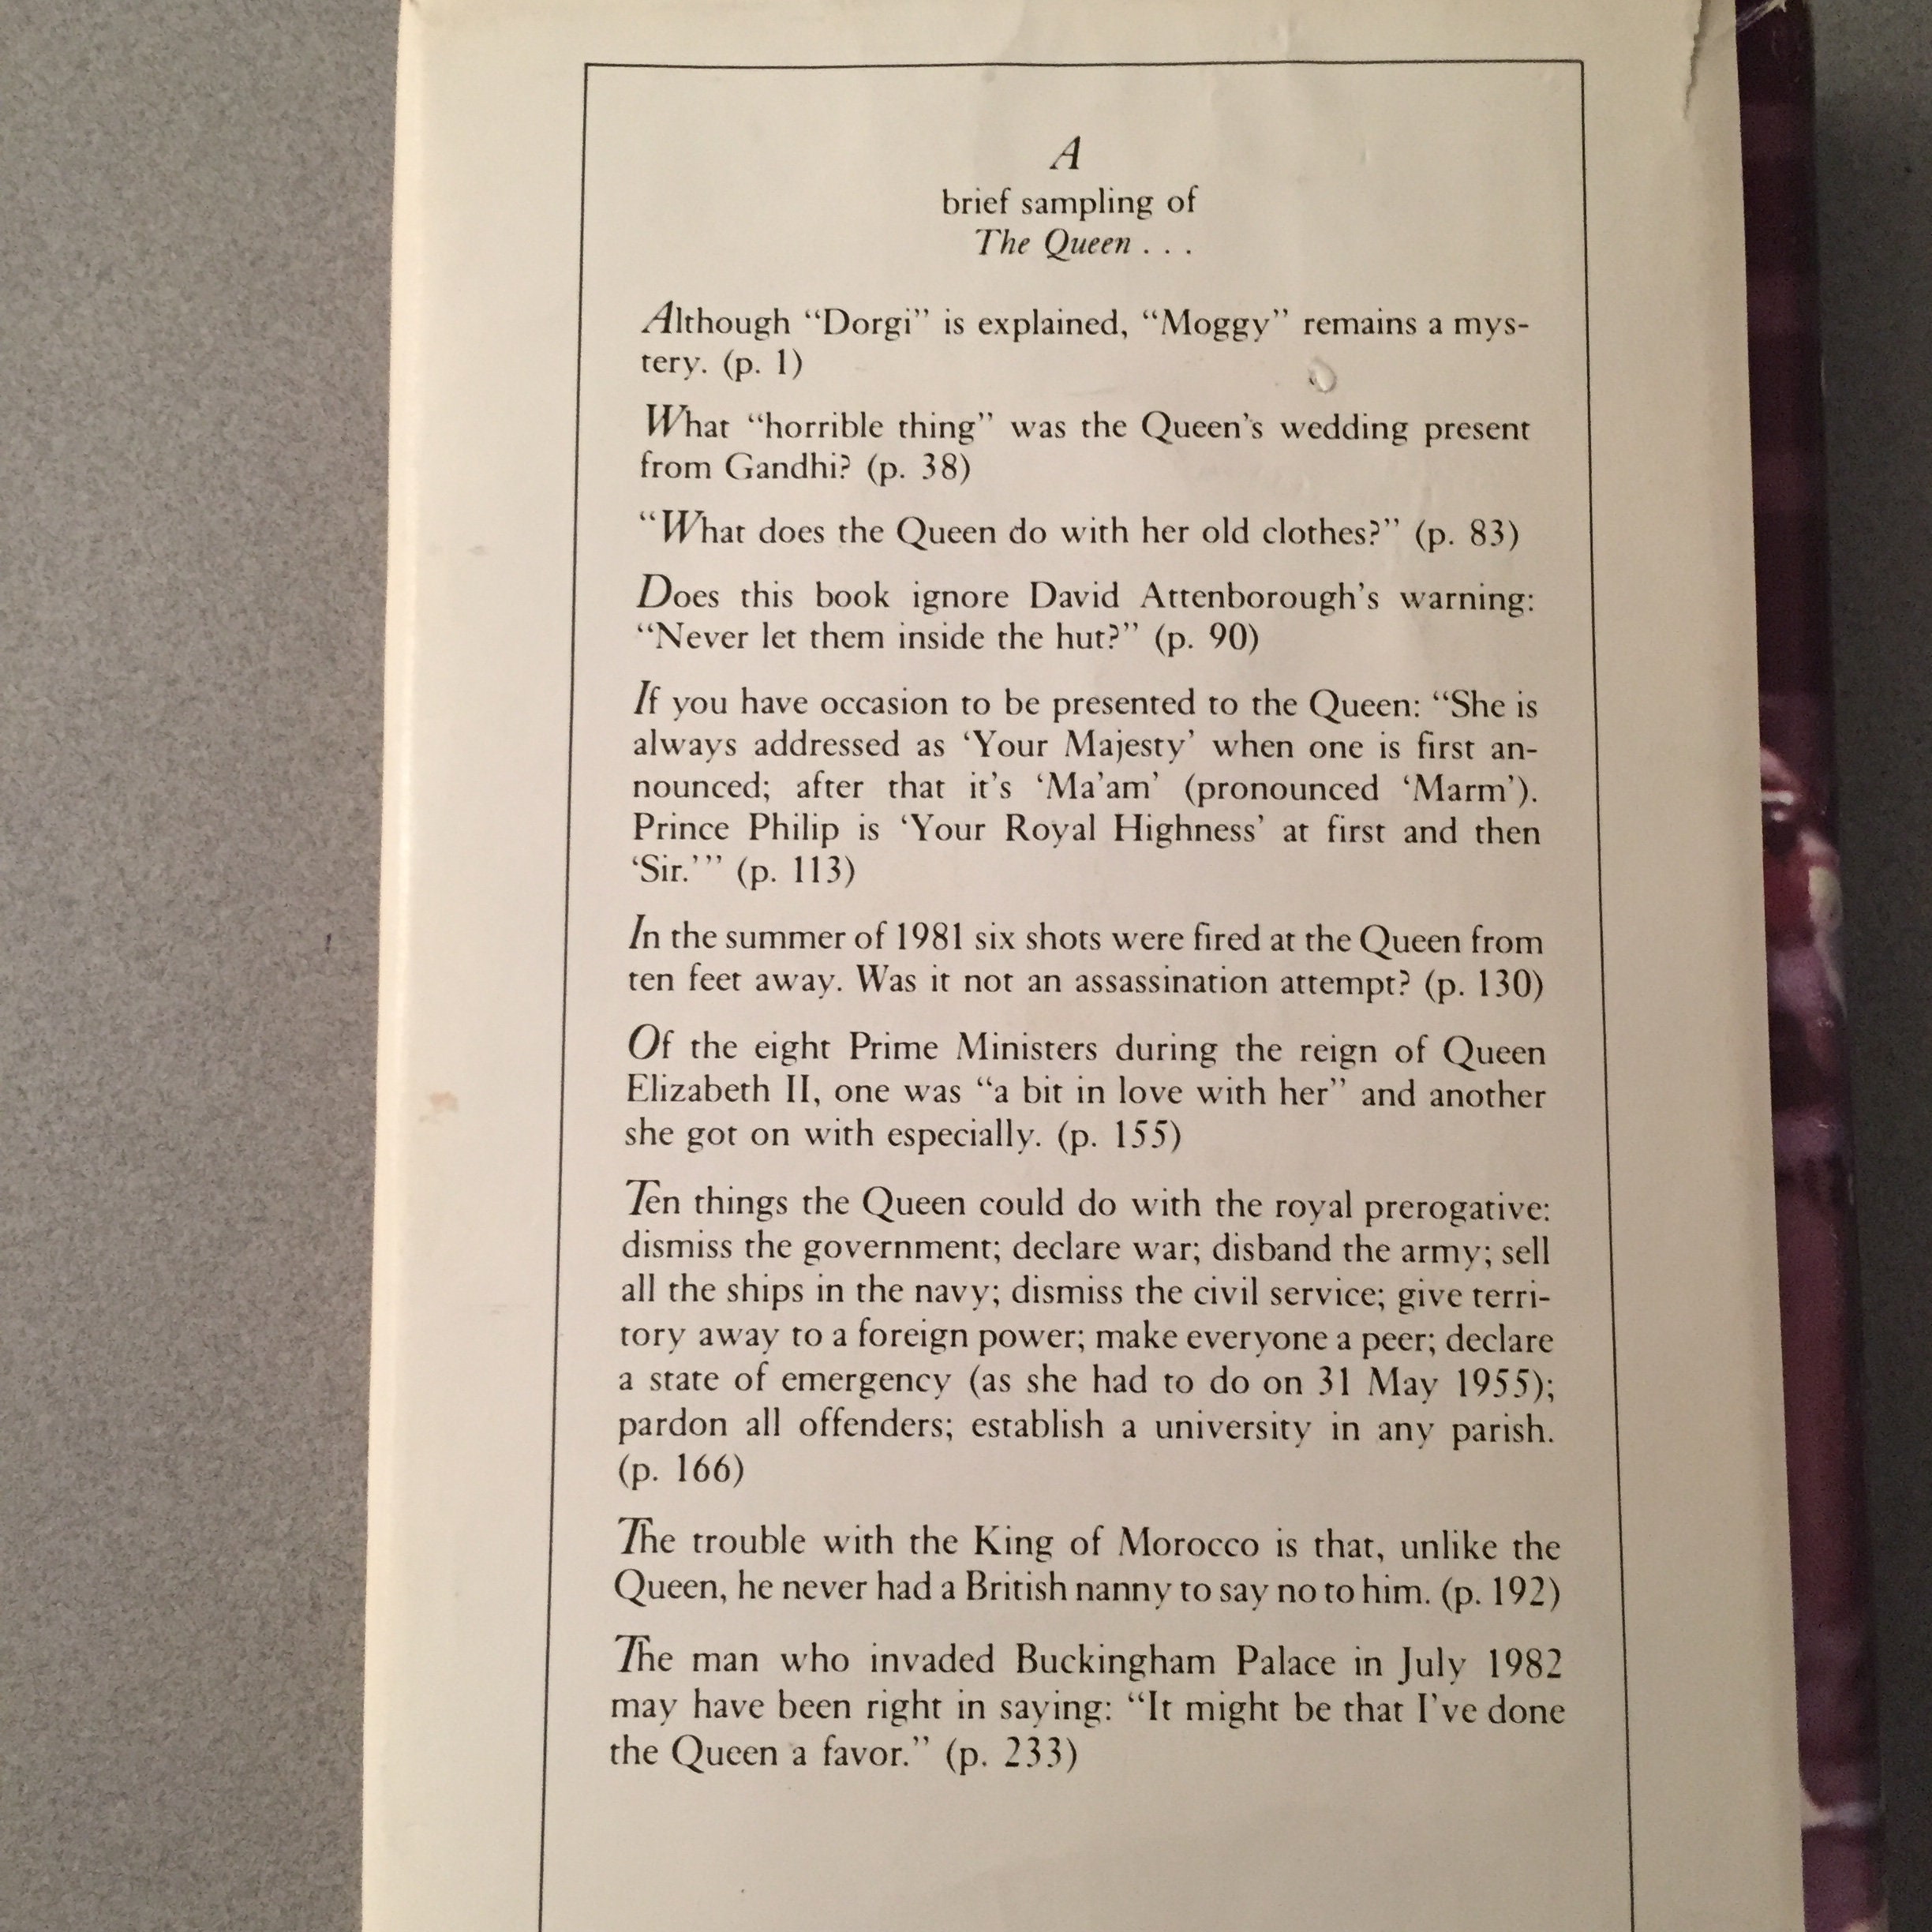 A
brief sampling of
The Queen . . .
Although “Dorgi” is explained, “Moggy” remains a mys-
tery. (p. 1)
What “horrible thing” was the Queen’s wedding present
from Gandhi? (p. 38)
“What does the Queen do with her old clothes?” (p. 83)
Does this book ignore David Attenborough’s warning:
“Never let them inside the hut?” (p. 90)
If you have occasion to be presented to the Queen: “She is
always addressed as ‘Your Majesty’ when one is first an-
nounced; after that it’s ‘Ma’am’ (pronounced ‘Marm’).
Prince Philip is ‘Your Royal Highness’ at first and then
‘Sir.’” (p. 113)
In the summer of 1981 six shots were fired at the Queen from
ten feet away. Was it not an assassination attempt? (p. 130)
Of the eight Prime Ministers during the reign of Queen
Elizabeth II, one was “a bit in love with her” and another
she got on with especially. (p. 155)
Ten things the Queen could do with the royal prerogative:
dismiss the government; declare war; disband the army; sell
all the ships in the navy; dismiss the civil service; give terri-
tory away to a foreign power; make everyone a peer; declare
a state of emergency (as she had to do on 31 May 1955);
pardon all offenders; establish a university in any parish.
(p. 166)
The trouble with the King of Morocco is that, unlike the
Queen, he never had a British nanny to say no to him. (p. 192)
The man who invaded Buckingham Palace in July 1982
may have been right in saying: “It might be that I’ve done
the Queen a favor.” (p. 233)